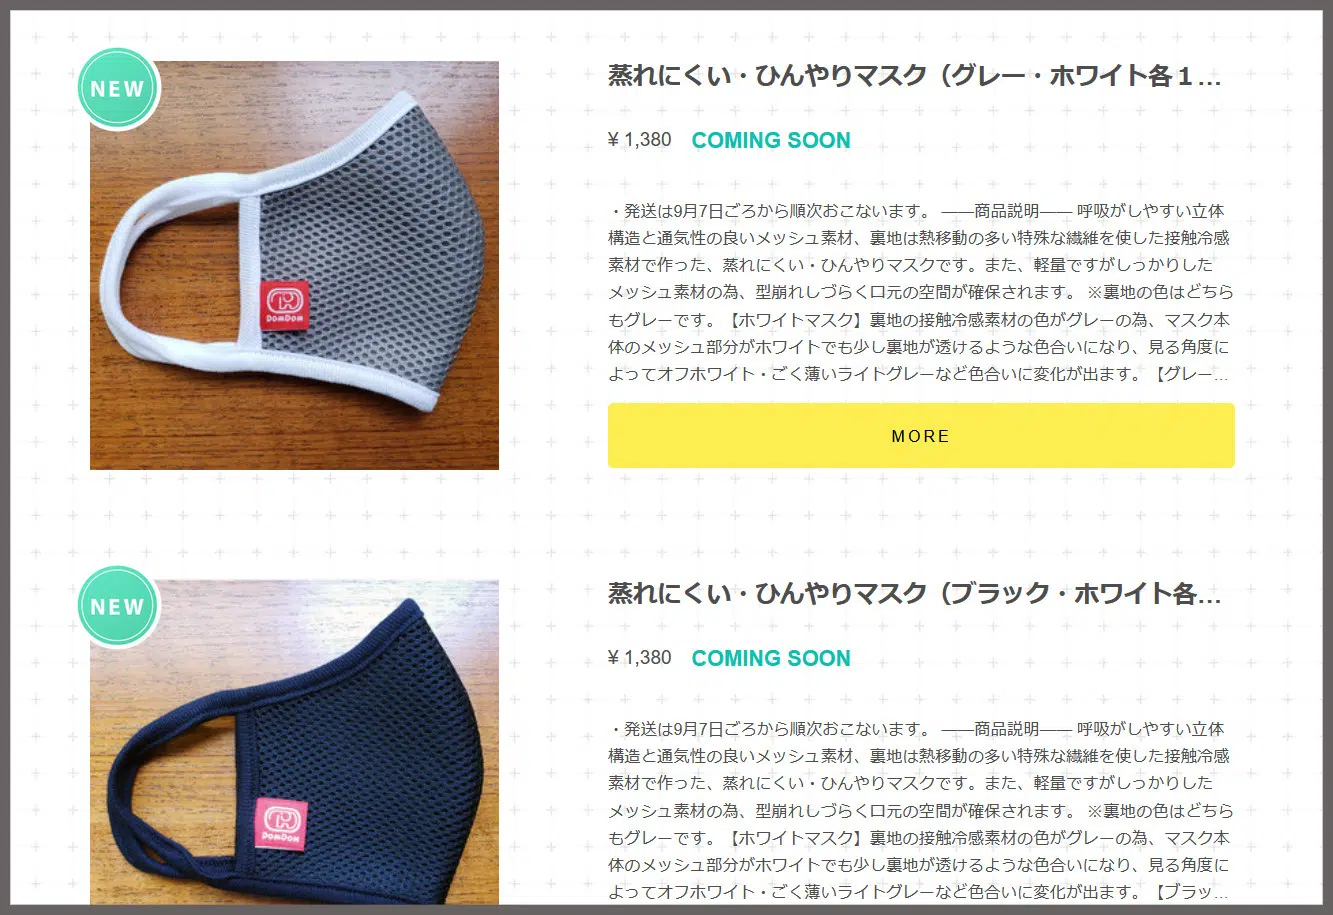 NEW
蒸れにくい・ひんやりマスク（グレー・ホワイト各１...
¥ 1,380 COMING SOON
・発送は9月7日ごろから順次おこないます。 ――商品説明―― 呼吸がしやすい立体
構造と通気性の良いメッシュ素材、裏地は熱移動の多い特殊な繊維を使した接触冷感
素材で作った、蒸れにくい・ひんやりマスクです。また、軽量ですがしっかりした
メッシュ素材の為、型崩れしづらく口元の空間が確保されます。 ※裏地の色はどちら
もグレーです。【ホワイトマスク】裏地の接触冷感素材の色がグレーの為、マスク本
体のメッシュ部分がホワイトでも少し裏地が透けるような色合いになり、見る角度に
よってオフホワイト・ごく薄いライトグレーなど色合いに変化が出ます。【グレー...
DOMDOM
MORE
NEW
蒸れにくい・ひんやりマスク（ブラック・ホワイト各...
¥ 1,380 COMING SOON
・発送は9月7日ごろから順次おこないます。 ――商品説明―― 呼吸がしやすい立体
構造と通気性の良いメッシュ素材、裏地は熱移動の多い特殊な繊維を使した接触冷感
素材で作った、蒸れにくい・ひんやりマスクです。また、軽量ですがしっかりした
メッシュ素材の為、型崩れしづらく口元の空間が確保されます。 ※裏地の色はどちら
もグレーです。【ホワイトマスク】裏地の接触冷感素材の色がグレーの為、マスク本
体のメッシュ部分がホワイトでも少し裏地が透けるような色合いになり、見る角度に
よってオフホワイト・ごく薄いライトグレーなど色合いに変化が出ます。【ブラッ...
DOMDOM